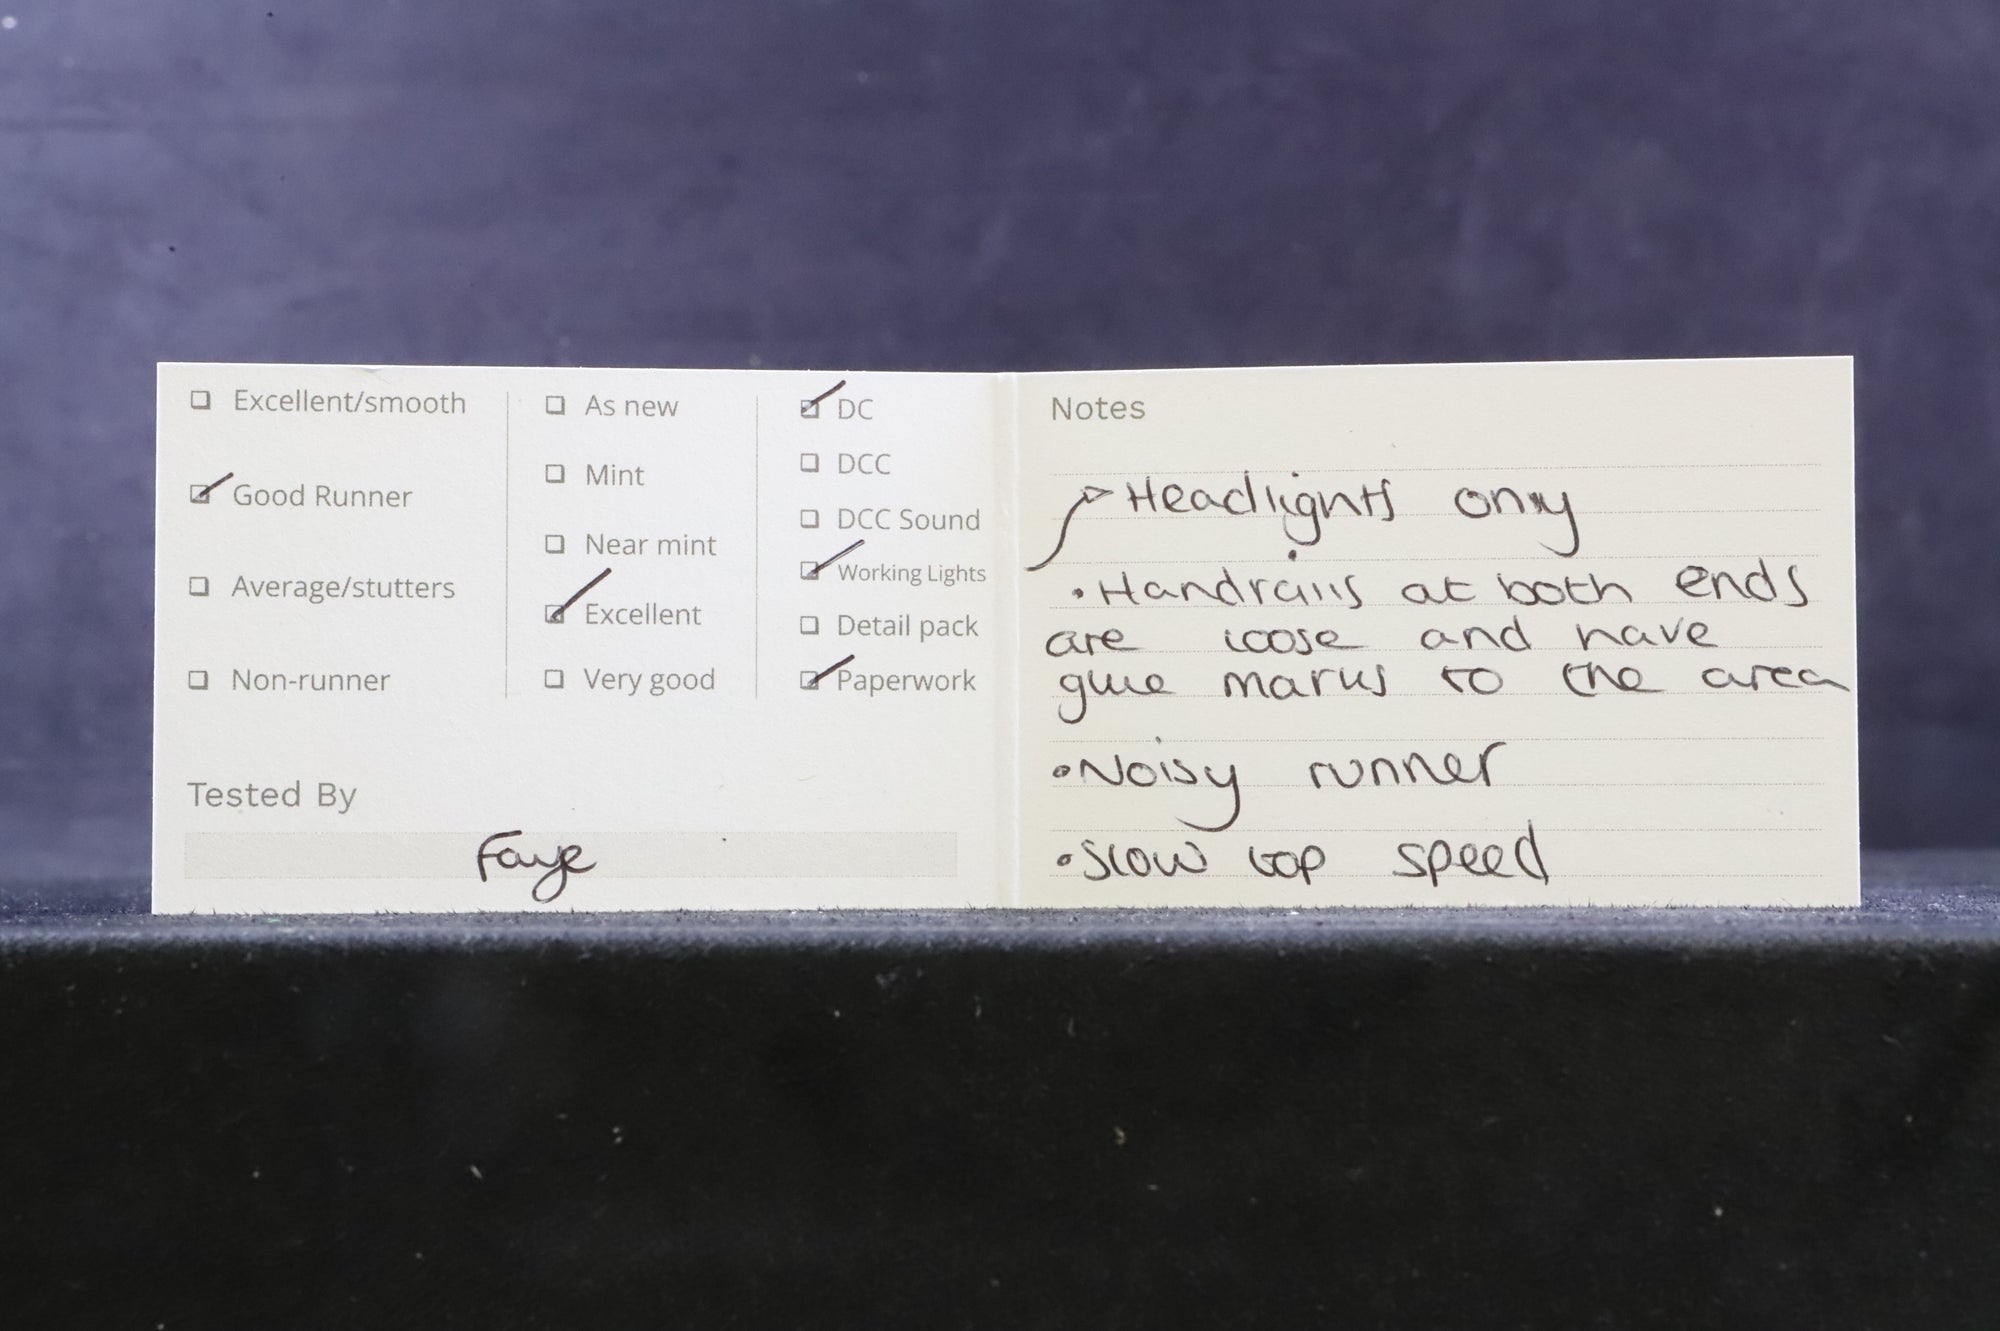 Excellent/smooth
Good Runner
Average/stutters
Non-runner
As new
Mint
Near mint
Excellent
Very good
DC
DCC
DCC Sound
Working Lights
Detail pack
Paperwork
Tested By
Faye
Notes
Headlights only
• Handrails at both ends
are loose and have
glue marks to the area
• Noisy runner
• Slow top speed